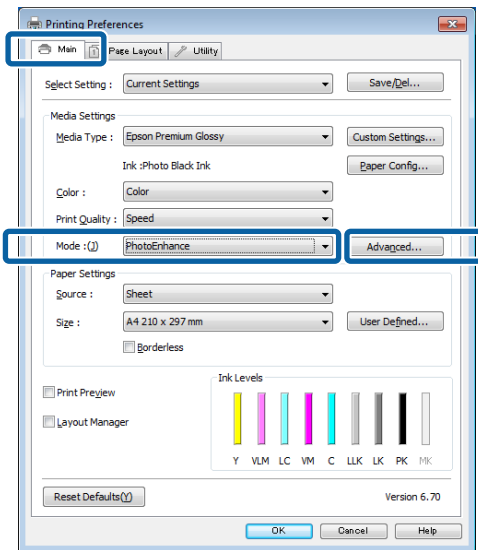 Printing Preferences
Main Page Layout Utility
Select Setting : Current Settings Save/Del...
Media Settings
Media Type : Epson Premium Glossy Custom Settings...
Ink :Photo Black Ink Paper Config...
Color : Color
Print Quality : Speed
Mode :(J) PhotoEnhance Advanced...
Paper Settings
Source : Sheet
Size : A4 210 x 297 mm User Defined...
Borderless
Ink Levels
Print Preview
Layout Manager
Y VLM LC VM C LLK LK PK MK
Reset Defaults(Y) Version 6.70
OK Cancel Help